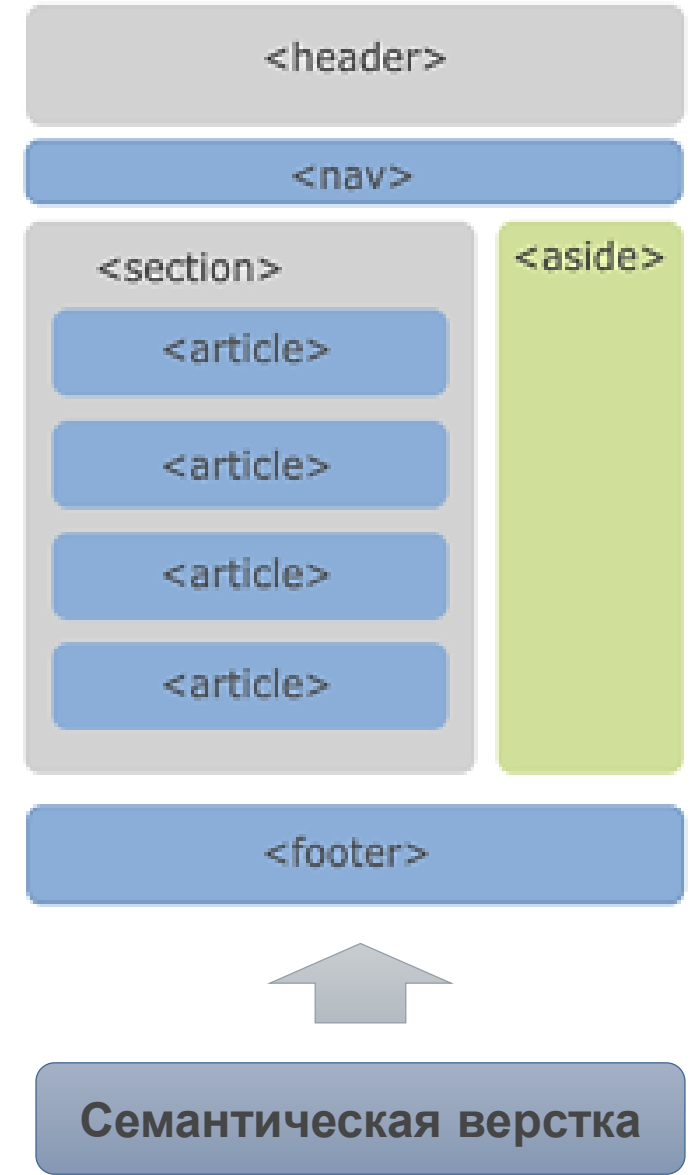 <header>
<nav>
<section>
<aside>
<article>
<article>
<article>
<article>
<footer>
Семантическая верстка